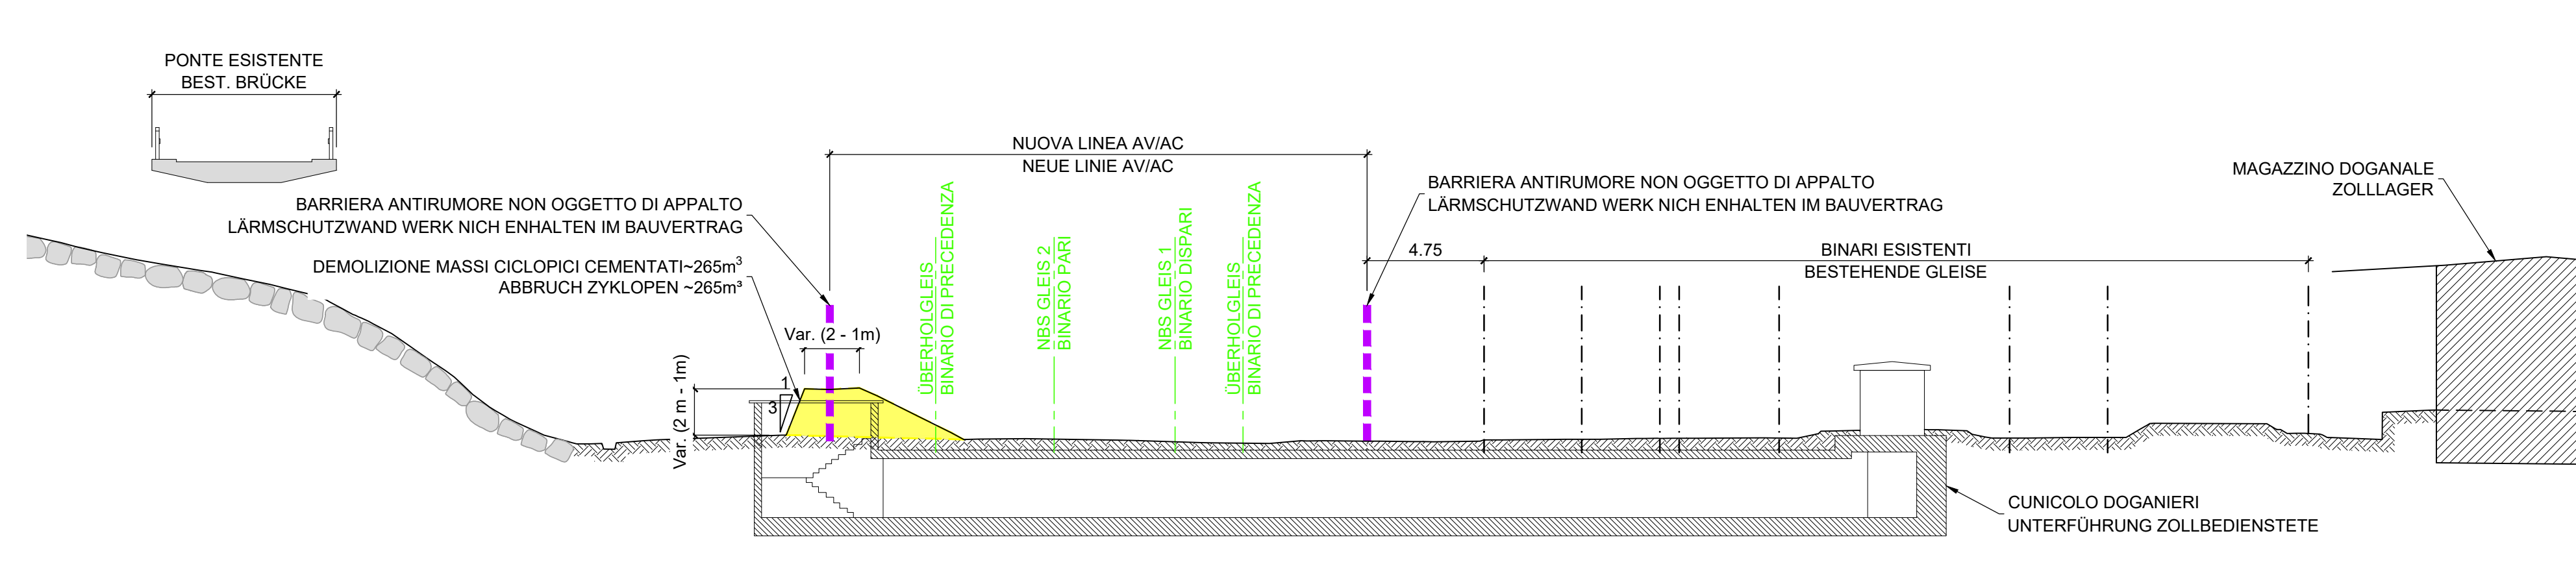 PONTE ESISTENTE
BEST. BRÜCKE
NUOVA LINEA AV/AC
NEUE LINIE AV/AC
BARRIERA ANTIRUMORE NON OGGETTO DI APPALTO
LÄRMSCHUTZWAND WERK NICH ENHALTEN IM BAUVERTRAG
DEMOLIZIONE MASSI CICLOPICI CEMENTATI~265m³
ABBRUCH ZYKLOPEN ~265m³
Var. (2 - 1m)
Var. (2 m - 1m)
1
3
ÜBERHOLGLEIS
BINARIO DI PRECEDENZA
NBS GLEIS 2
BINARIO PARI
NBS GLEIS 1
BINARIO DISPARI
ÜBERHOLGLEIS
BINARIO DI PRECEDENZA
BARRIERA ANTIRUMORE NON OGGETTO DI APPALTO
LÄRMSCHUTZWAND WERK NICH ENHALTEN IM BAUVERTRAG
4.75
BINARI ESISTENTI
BESTEHENDE GLEISE
MAGAZZINO DOGANALE
ZOLLLAGER
CUNICOLO DOGANIERI
UNTERFÜHRUNG ZOLLBEDIENSTETE